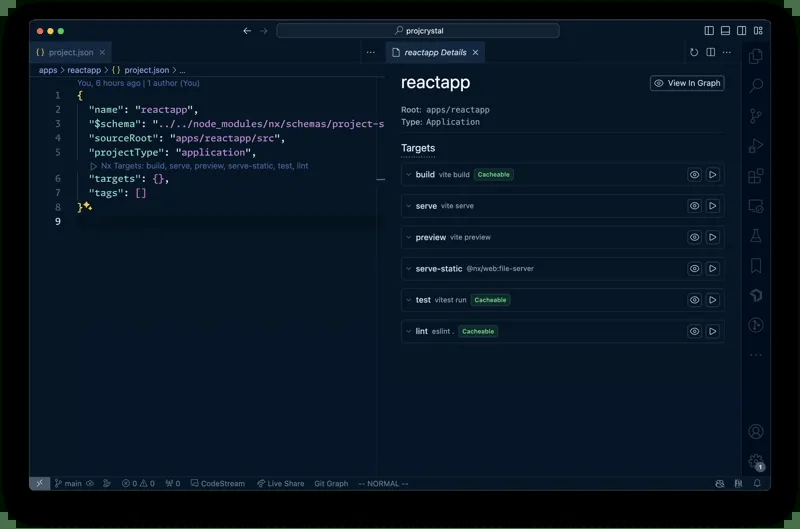 projcrystal
{} project.json ×
reactapp Details ×
apps > reactapp > {} project.json > ...
You, 6 hours ago | 1 author (You)
1 {
2 "name": "reactapp",
3 "$schema": "../../node_modules/nx/schemas/project-s
4 "sourceRoot": "apps/reactapp/src",
5 "projectType": "application",
Nx Targets: build, serve, preview, serve-static, test, lint
6 "targets": {},
7 "tags": []
8 }
9
reactapp
View In Graph
Root: apps/reactapp
Type: Application
Targets
build vite build Cacheable
serve vite serve
preview vite preview
serve-static @nx/web:file-server
test vitest run Cacheable
lint eslint . Cacheable
1
main 0 0 0 CodeStream Live Share Git Graph -- NORMAL --